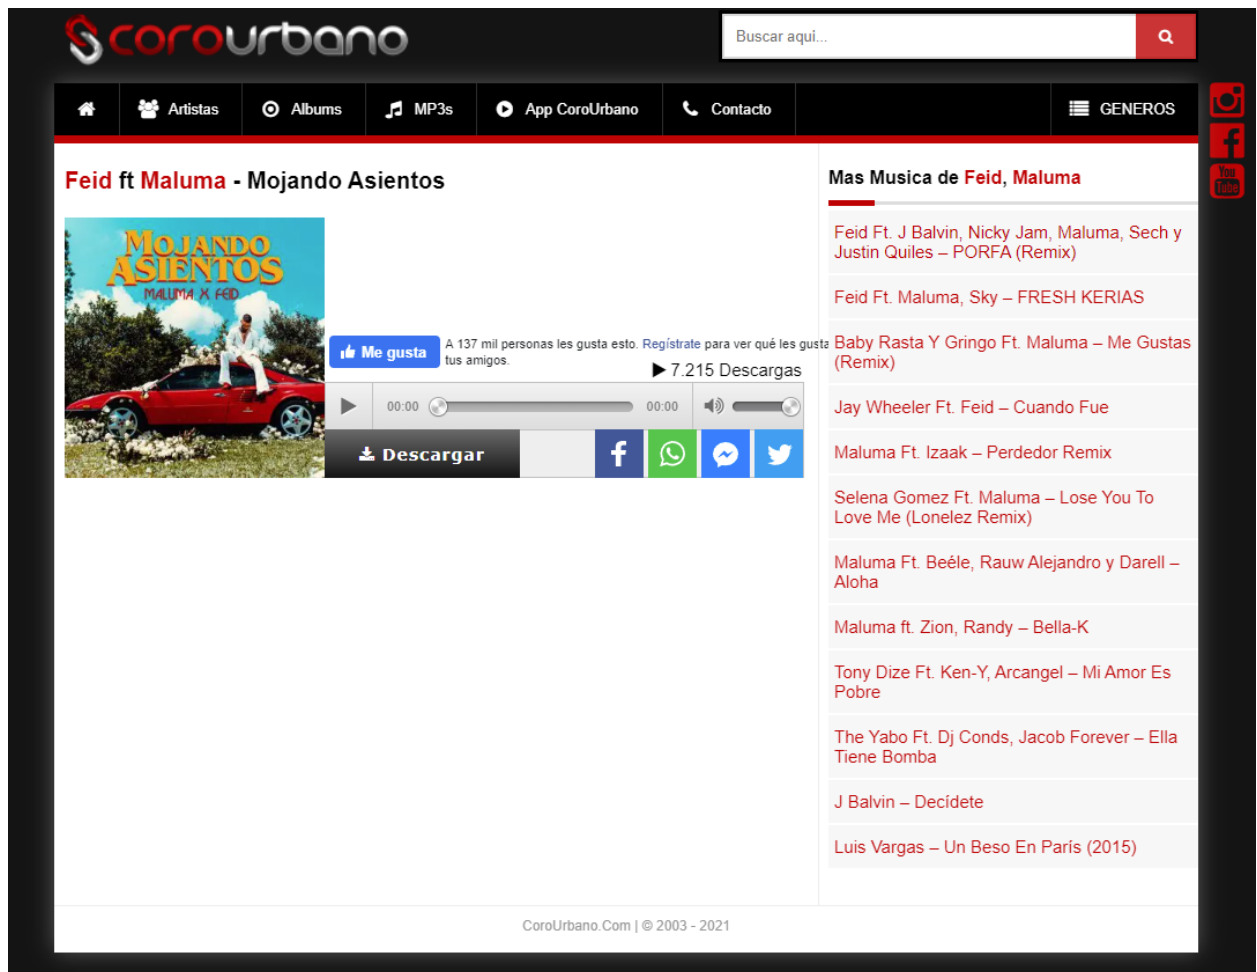 corourbano
Buscar aqui...
Artistas
Albums
MP3s
App CoroUrbano
Contacto
GENEROS
You
Tube
Feid ft Maluma - Mojando Asientos
MOJANDO
ASIENTOS
MALUMA X FEID
Me gusta
A 137 mil personas les gusta esto. Regístrate para ver qué les gusta
tus amigos.
7.215 Descargas
00:00
00:00
Descargar
Mas Musica de Feid, Maluma
Feid Ft. J Balvin, Nicky Jam, Maluma, Sech y
Justin Quiles – PORFA (Remix)
Feid Ft. Maluma, Sky – FRESH KERIAS
Baby Rasta Y Gringo Ft. Maluma – Me Gustas
(Remix)
Jay Wheeler Ft. Feid – Cuando Fue
Maluma Ft. Izaak – Perdedor Remix
Selena Gomez Ft. Maluma – Lose You To
Love Me (Lonelez Remix)
Maluma Ft. Beéle, Rauw Alejandro y Darell –
Aloha
Maluma ft. Zion, Randy – Bella-K
Tony Dize Ft. Ken-Y, Arcangel – Mi Amor Es
Pobre
The Yabo Ft. Dj Conds, Jacob Forever – Ella
Tiene Bomba
J Balvin – Decídete
Luis Vargas – Un Beso En París (2015)
CoroUrbano.Com | © 2003 - 2021